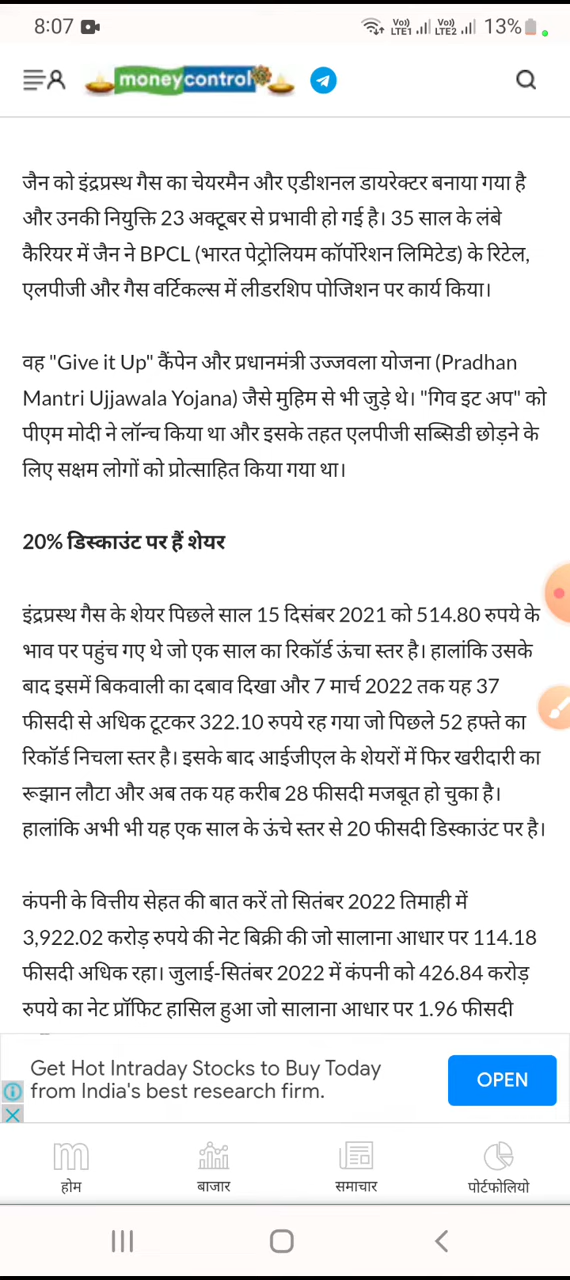 8:07
Vo)) LTE1 Vo)) LTE2 13%
moneycontrol
जैन को इंद्रप्रस्थ गैस का चेयरमैन और एडीशनल डायरेक्टर बनाया गया है
और उनकी नियुक्ति 23 अक्टूबर से प्रभावी हो गई है। 35 साल के लंबे
कैरियर में जैन ने BPCL (भारत पेट्रोलियम कॉर्पोरेशन लिमिटेड) के रिटेल,
एलपीजी और गैस वर्टिकल्स में लीडरशिप पोजिशन पर कार्य किया।
वह "Give it Up" कैंपेन और प्रधानमंत्री उज्जवला योजना (Pradhan
Mantri Ujjawala Yojana) जैसे मुहिम से भी जुड़े थे। "गिव इट अप" को
पीएम मोदी ने लॉन्च किया था और इसके तहत एलपीजी सब्सिडी छोड़ने के
लिए सक्षम लोगों को प्रोत्साहित किया गया था।
20% डिस्काउंट पर हैं शेयर
इंद्रप्रस्थ गैस के शेयर पिछले साल 15 दिसंबर 2021 को 514.80 रुपये के
भाव पर पहुंच गए थे जो एक साल का रिकॉर्ड ऊंचा स्तर है। हालांकि उसके
बाद इसमें बिकवाली का दबाव दिखा और 7 मार्च 2022 तक यह 37
फीसदी से अधिक टूटकर 322.10 रुपये रह गया जो पिछले 52 हफ्ते का
रिकॉर्ड निचला स्तर है। इसके बाद आईजीएल के शेयरों में फिर खरीदारी का
रूझान लौटा और अब तक यह करीब 28 फीसदी मजबूत हो चुका है।
हालांकि अभी भी यह एक साल के ऊंचे स्तर से 20 फीसदी डिस्काउंट पर है।
कंपनी के वित्तीय सेहत की बात करें तो सितंबर 2022 तिमाही में
3,922.02 करोड़ रुपये की नेट बिक्री की जो सालाना आधार पर 114.18
फीसदी अधिक रहा। जुलाई-सितंबर 2022 में कंपनी को 426.84 करोड़
रुपये का नेट प्रॉफिट हासिल हुआ जो सालाना आधार पर 1.96 फीसदी
Get Hot Intraday Stocks to Buy Today
from India's best research firm.
OPEN
होम
बाजार
समाचार
पोर्टफोलियो